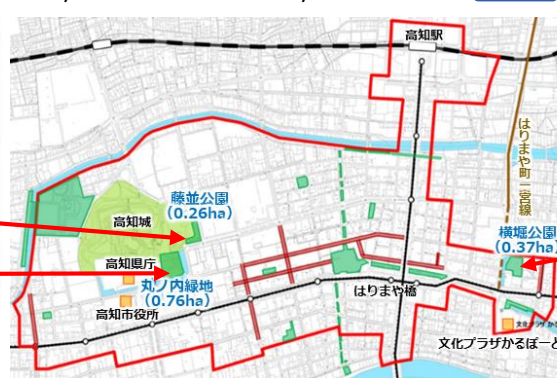 高知駅
はりまや町一宮線
藤並公園
(0.26ha)
高知城
横堀公園
(0.37ha)
高知県庁
丸ノ内緑地
(0.76ha)
はりまや橋
高知市役所
文化プラザかるぽーと